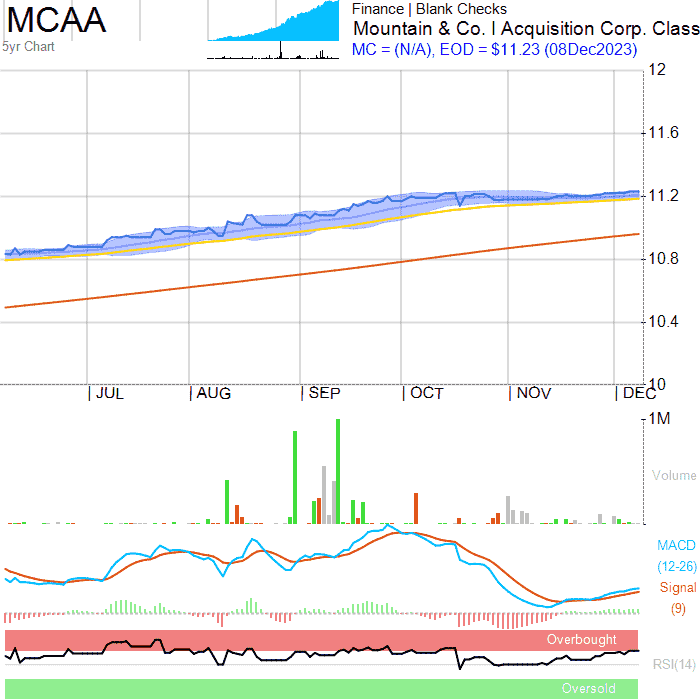 MCAA
5yr Chart
Finance | Blank Checks
Mountain & Co. I Acquisition Corp. Class
MC = (N/A), EOD = $11.23 (08Dec2023)
12
11.6
11.2
10.8
10.4
10
JUL AUG SEP OCT NOV DEC
1M
Volume
MACD
(12-26)
Signal
(9)
Overbought
RSI(14)
Oversold